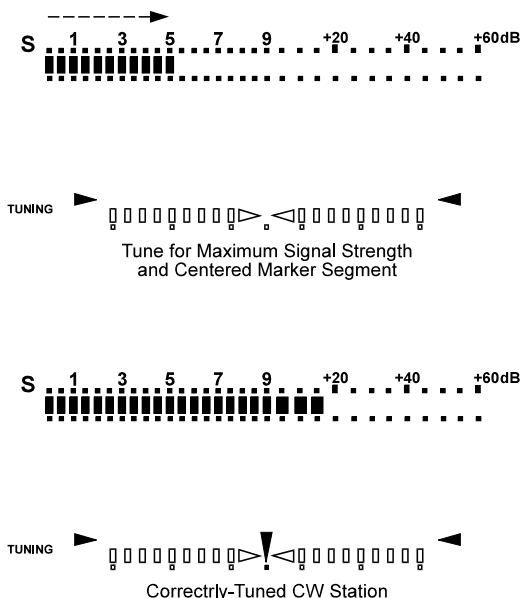 S 1 3 5 7 9 +20 +40 +60dB
TUNING
Tune for Maximum Signal Strength
and Centered Marker Segment
S 1 3 5 7 9 +20 +40 +60dB
TUNING
Correctrly-Tuned CW Station